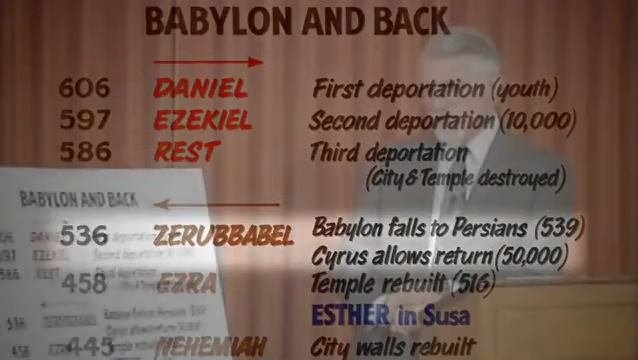 BABYLON AND BACK
606 DANIEL First deportation (youth)
597 EZEKIEL Second deportation (10,000)
586 REST Third deportation
(City & Temple destroyed)
BABYLON AND BACK
536 ZERUBBABEL Babylon falls to Persians (539)
Cyrus allows return (50,000)
458 EZRA Temple rebuilt (516)
ESTHER in Susa
445 NEHEMIAH City walls rebuilt